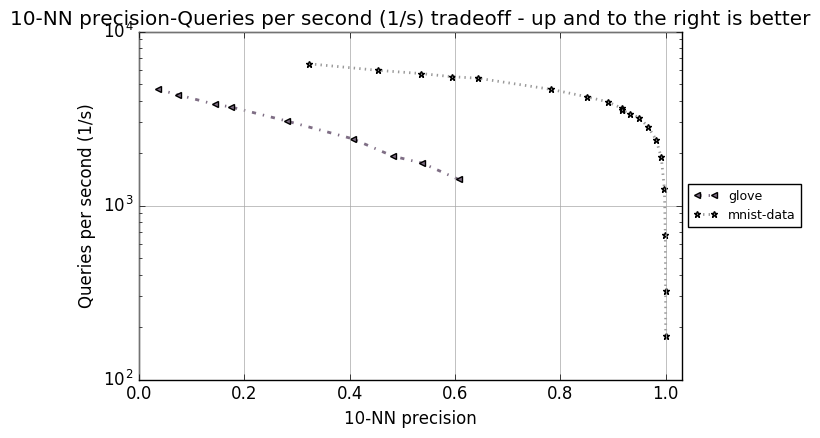 10-NN precision-Queries per second (1/s) tradeoff - up and to the right is better
10^4
10^3
10^2
Queries per second (1/s)
0.0 0.2 0.4 0.6 0.8 1.0
10-NN precision
glove
mnist-data